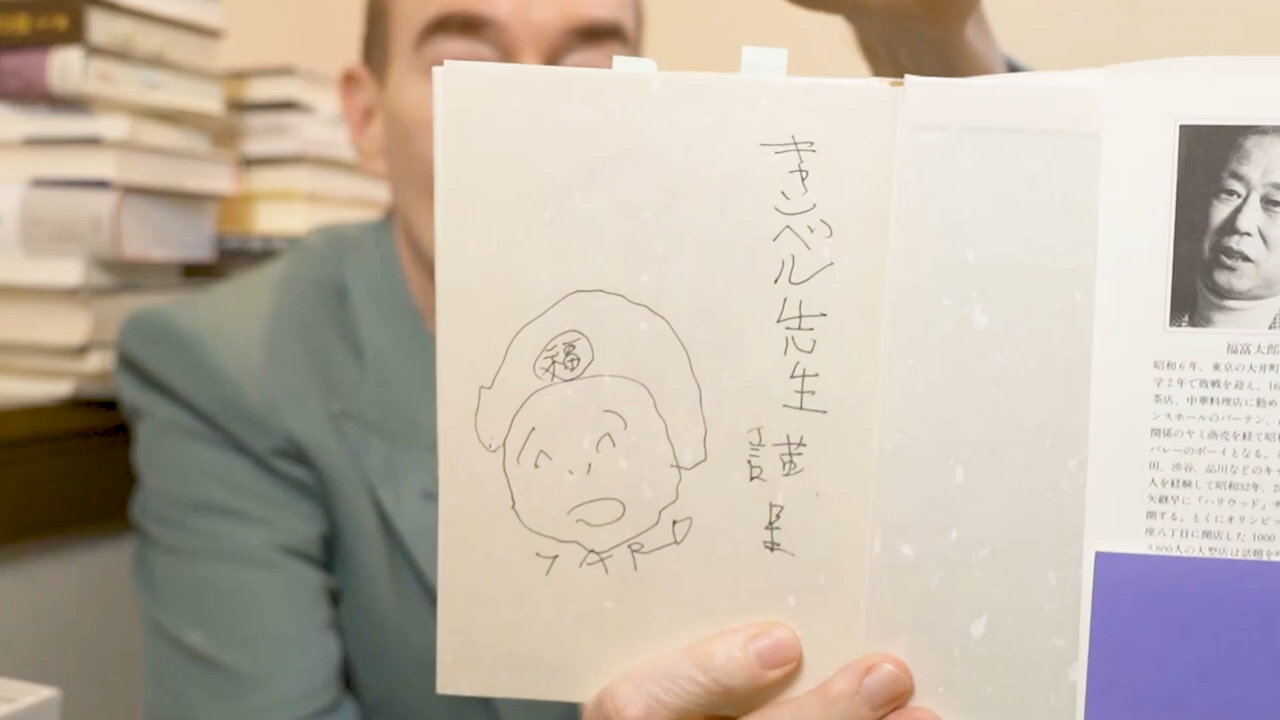 キャンベル先生
謹呈
福
TARO
福富太郎
昭和6年、東京の大井町
学2年で敗戦を迎え、16
茶店、中華料理店に勤め
ンスホールのバーテン、
関係のヤミ商売を経て昭
バレーのボーイとなる。
田、渋谷、品川などのキャ
人を経験して昭和32年、2
矢継早に『ハリウッド』チ
開する。とくにオリンピ
座八丁目に開店した1000
ス800人の大型店は話題を